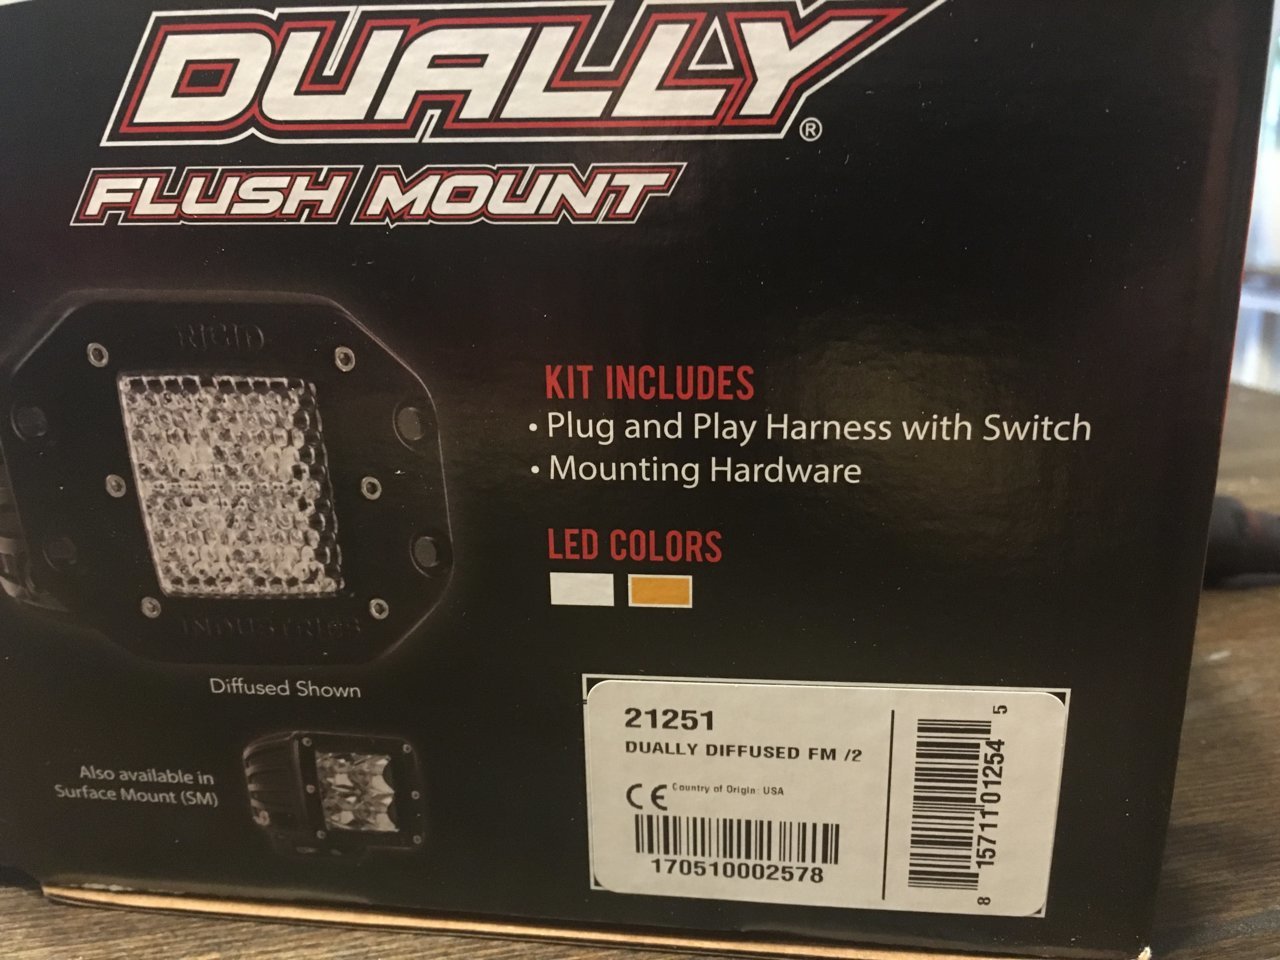 DUALLY®
FLUSH MOUNT
RIGID
INDUSTRIES
Diffused Shown
Also available in
Surface Mount (SM)
KIT INCLUDES
• Plug and Play Harness with Switch
• Mounting Hardware
LED COLORS
21251
DUALLY DIFFUSED FM /2
CE Country of Origin: USA
170510002578
8 15711 01254 5